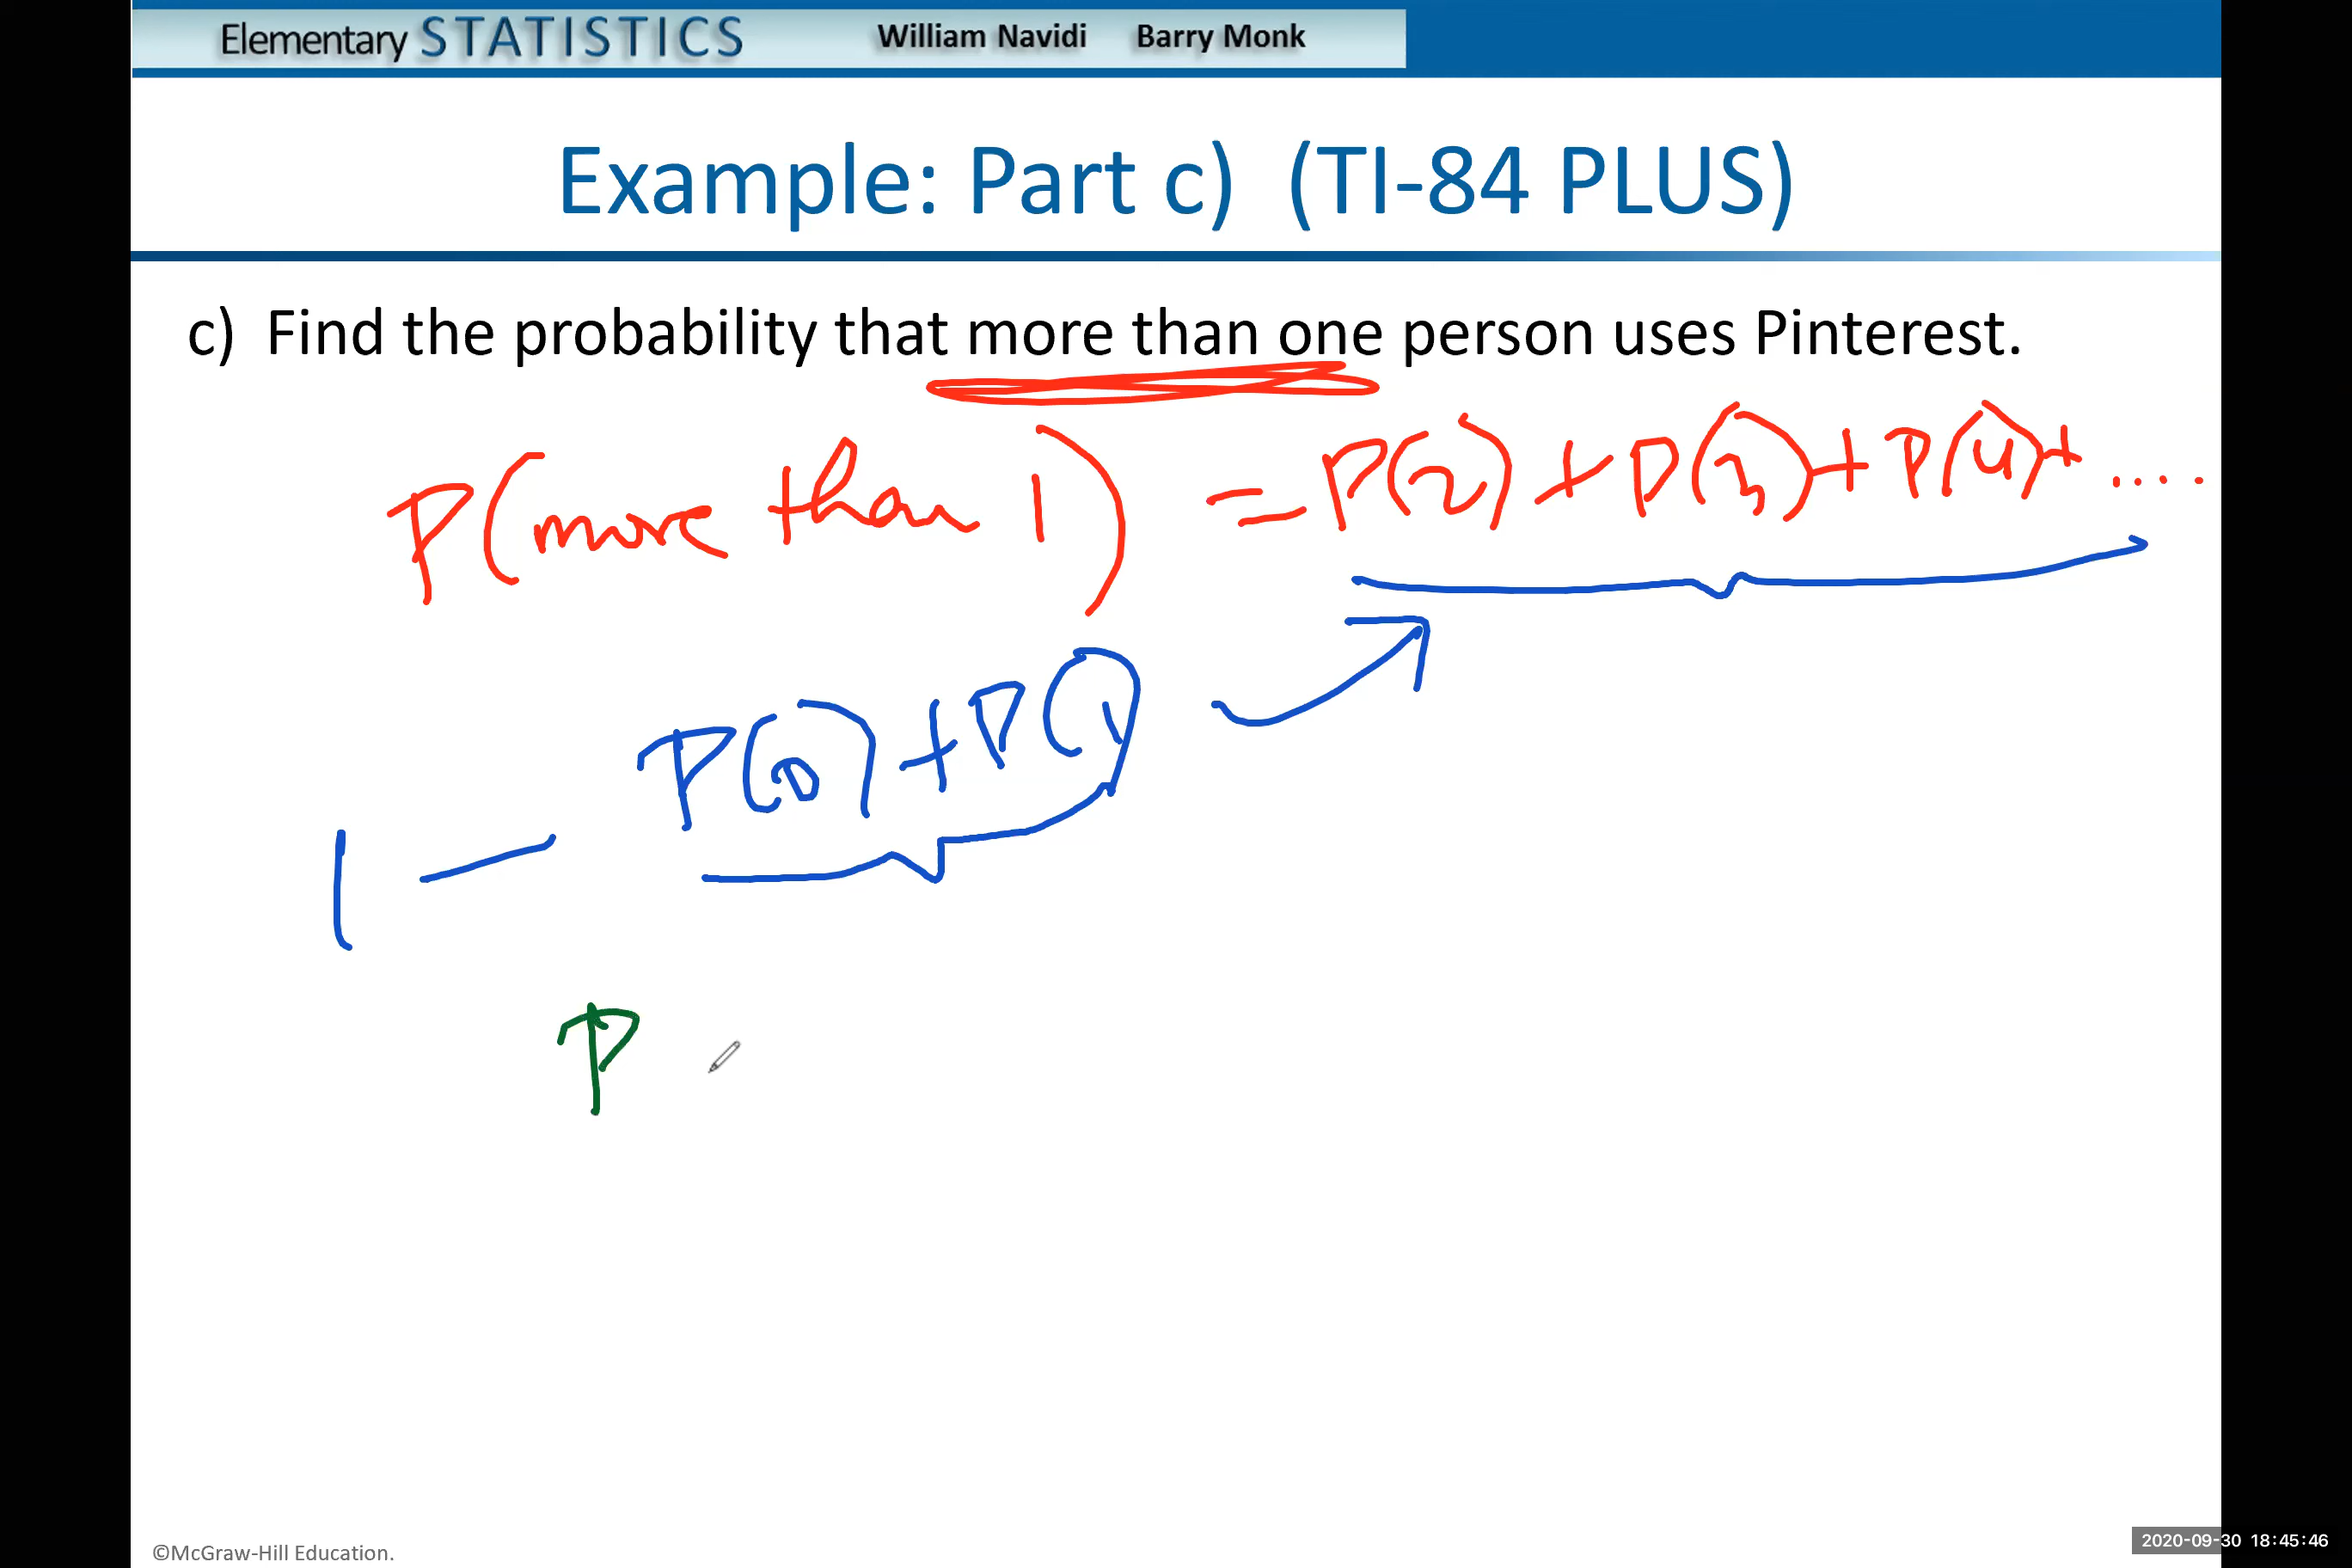 Elementary STATISTICS William Navidi Barry Monk
Example: Part c) (TI-84 PLUS)
c) Find the probability that more than one person uses Pinterest.
P(more than 1) = P(2) + P(3) + P(4) + ....
P(0) + P(1)
1 —
P
©McGraw-Hill Education.
2020-09-30 18:45:46